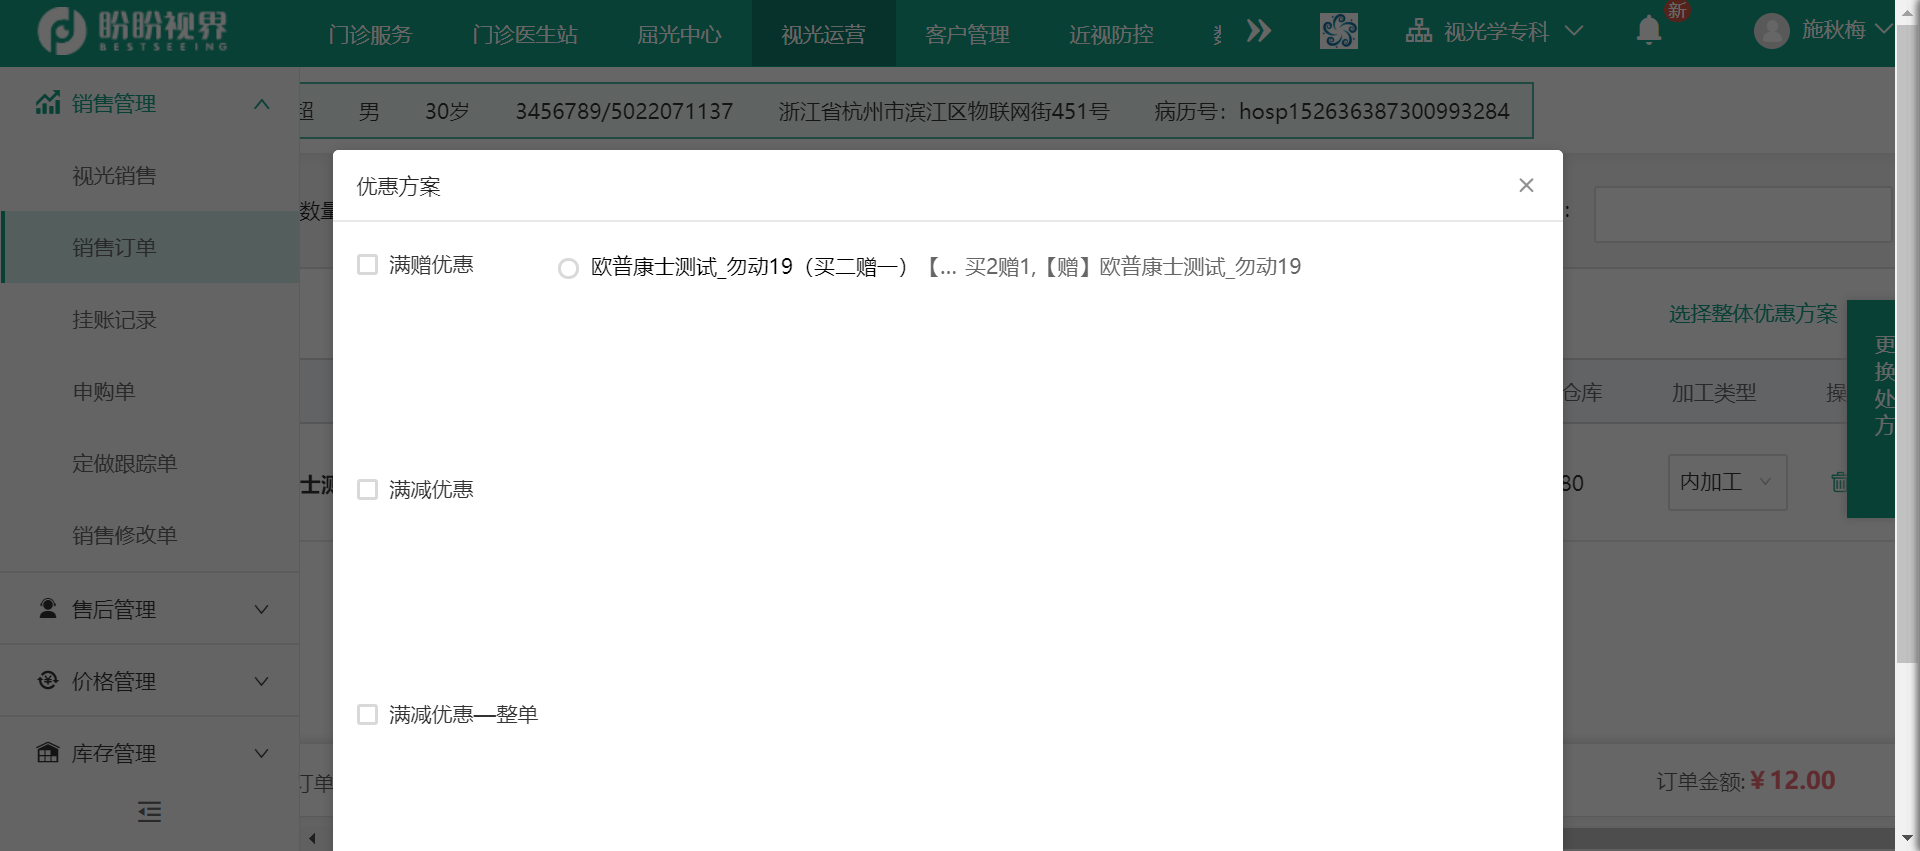 盼盼视界
BESTSEEING
门诊服务
门诊医生站
屈光中心
视光运营
客户管理
近视防控
视光学专科
新
施秋梅
销售管理
视光销售
销售订单
挂账记录
申购单
定做跟踪单
销售修改单
售后管理
价格管理
库存管理
超 男 30岁 3456789/5022071137 浙江省杭州市滨江区物联网街451号 病历号：hosp152636387300993284
数量
优惠方案
满赠优惠
欧普康士测试_勿动19（买二赠一）【... 买2赠1,【赠】欧普康士测试_勿动19
满减优惠
满减优惠—整单
选择整体优惠方案
更换处方
仓库 加工类型 操
士测
80 内加工
订单
订单金额: ¥ 12.00